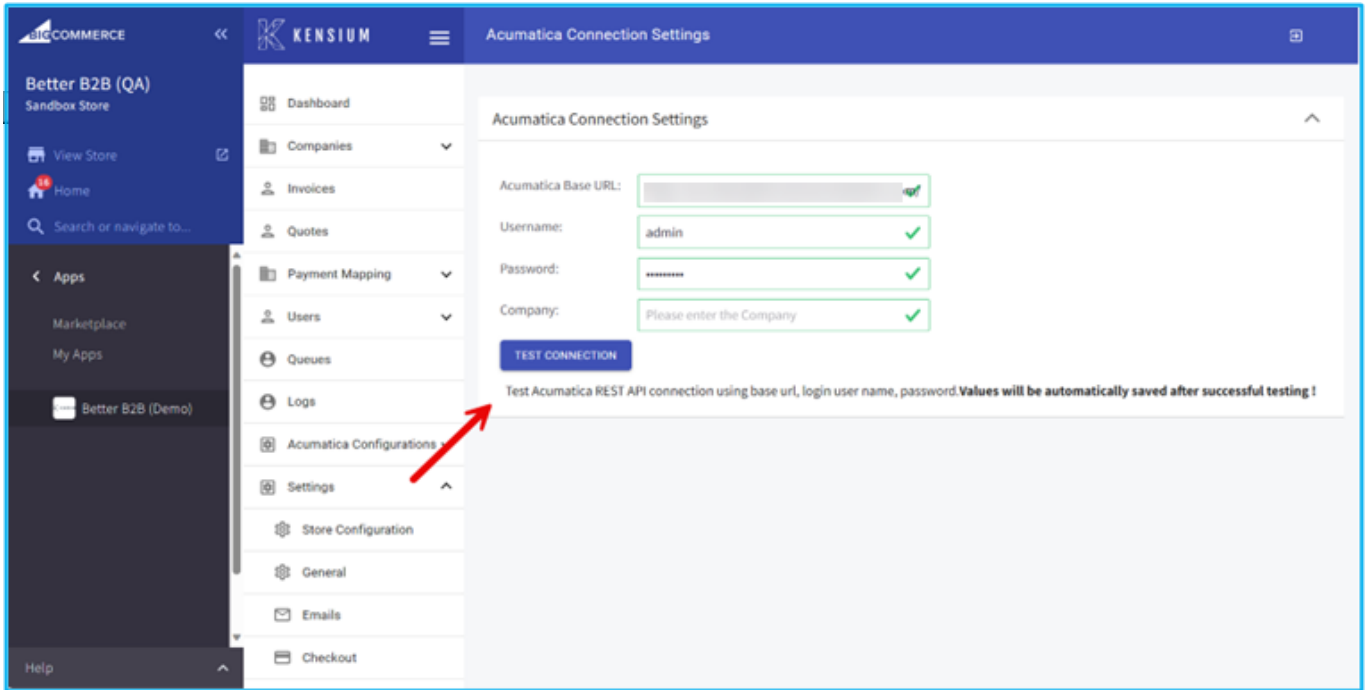 BIGCOMMERCE
Better B2B (QA)
Sandbox Store
View Store
16
Home
Search or navigate to...
Apps
Marketplace
My Apps
Better B2B (Demo)
Help
KENSIUM
Dashboard
Companies
Invoices
Quotes
Payment Mapping
Users
Queues
Logs
Acumatica Configurations
Settings
Store Configuration
General
Emails
Checkout
Acumatica Connection Settings
Acumatica Connection Settings
Acumatica Base URL:
Username:
admin
Password:
Company:
Please enter the Company
TEST CONNECTION
Test Acumatica REST API connection using base url, login user name, password.Values will be automatically saved after successful testing !